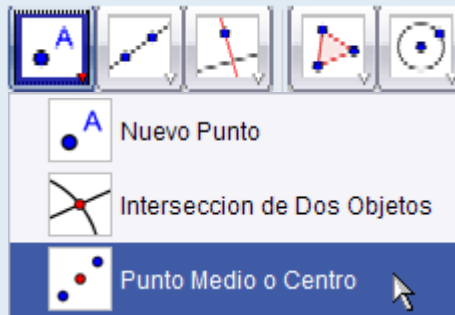 A
A
Nuevo Punto
Interseccion de Dos Objetos
Punto Medio o Centro